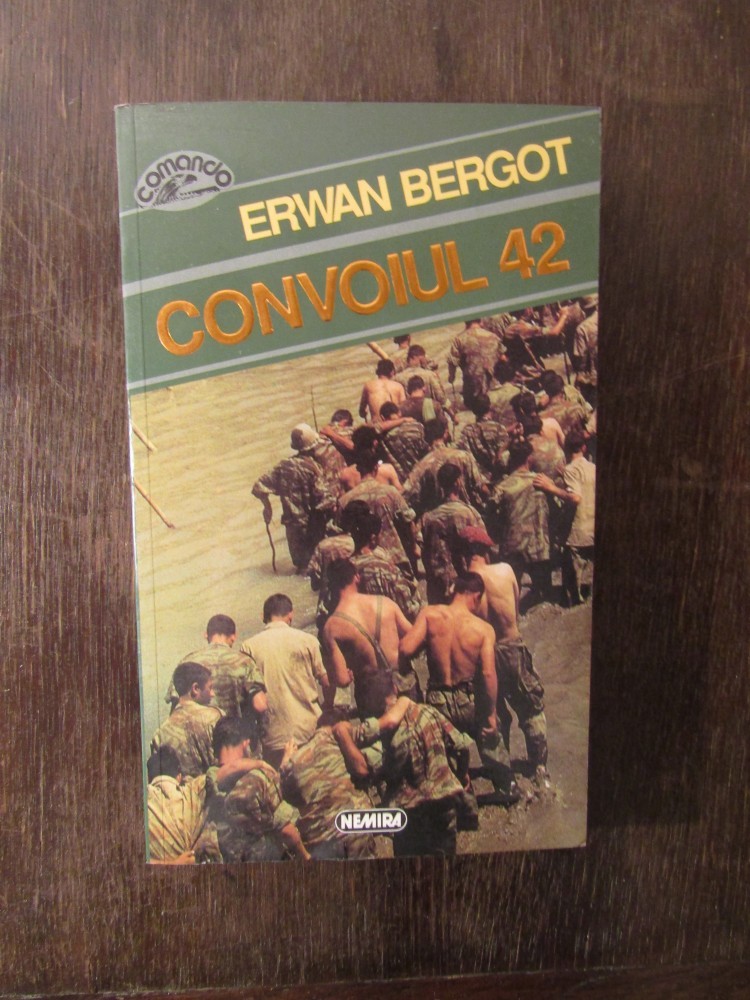 comando
ERWAN BERGOT
CONVOIUL 42
NEMIRA